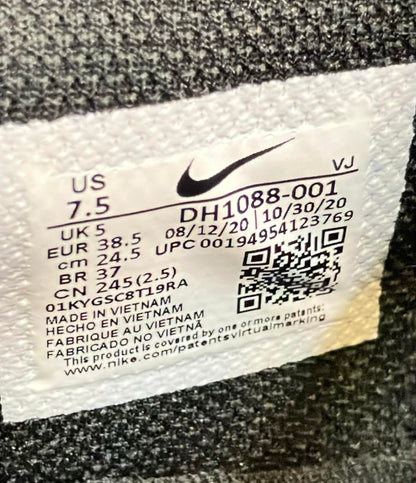 VJ
US
7.5
DH1088-001
08/12/20 | 10/30/20
UPC 00194954123769
UK 5
EUR 38.5
cm 24.5
BR 37
CN 245(2.5)
01KYGSC8T19RA
MADE IN VIETNAM
HECHO EN VIETNAM
FABRIQUE AU VIETNAM
FABRICADO NO VIETNÃ
This product is covered by one or more patents:
www.nike.com/patentsvirtualmarking